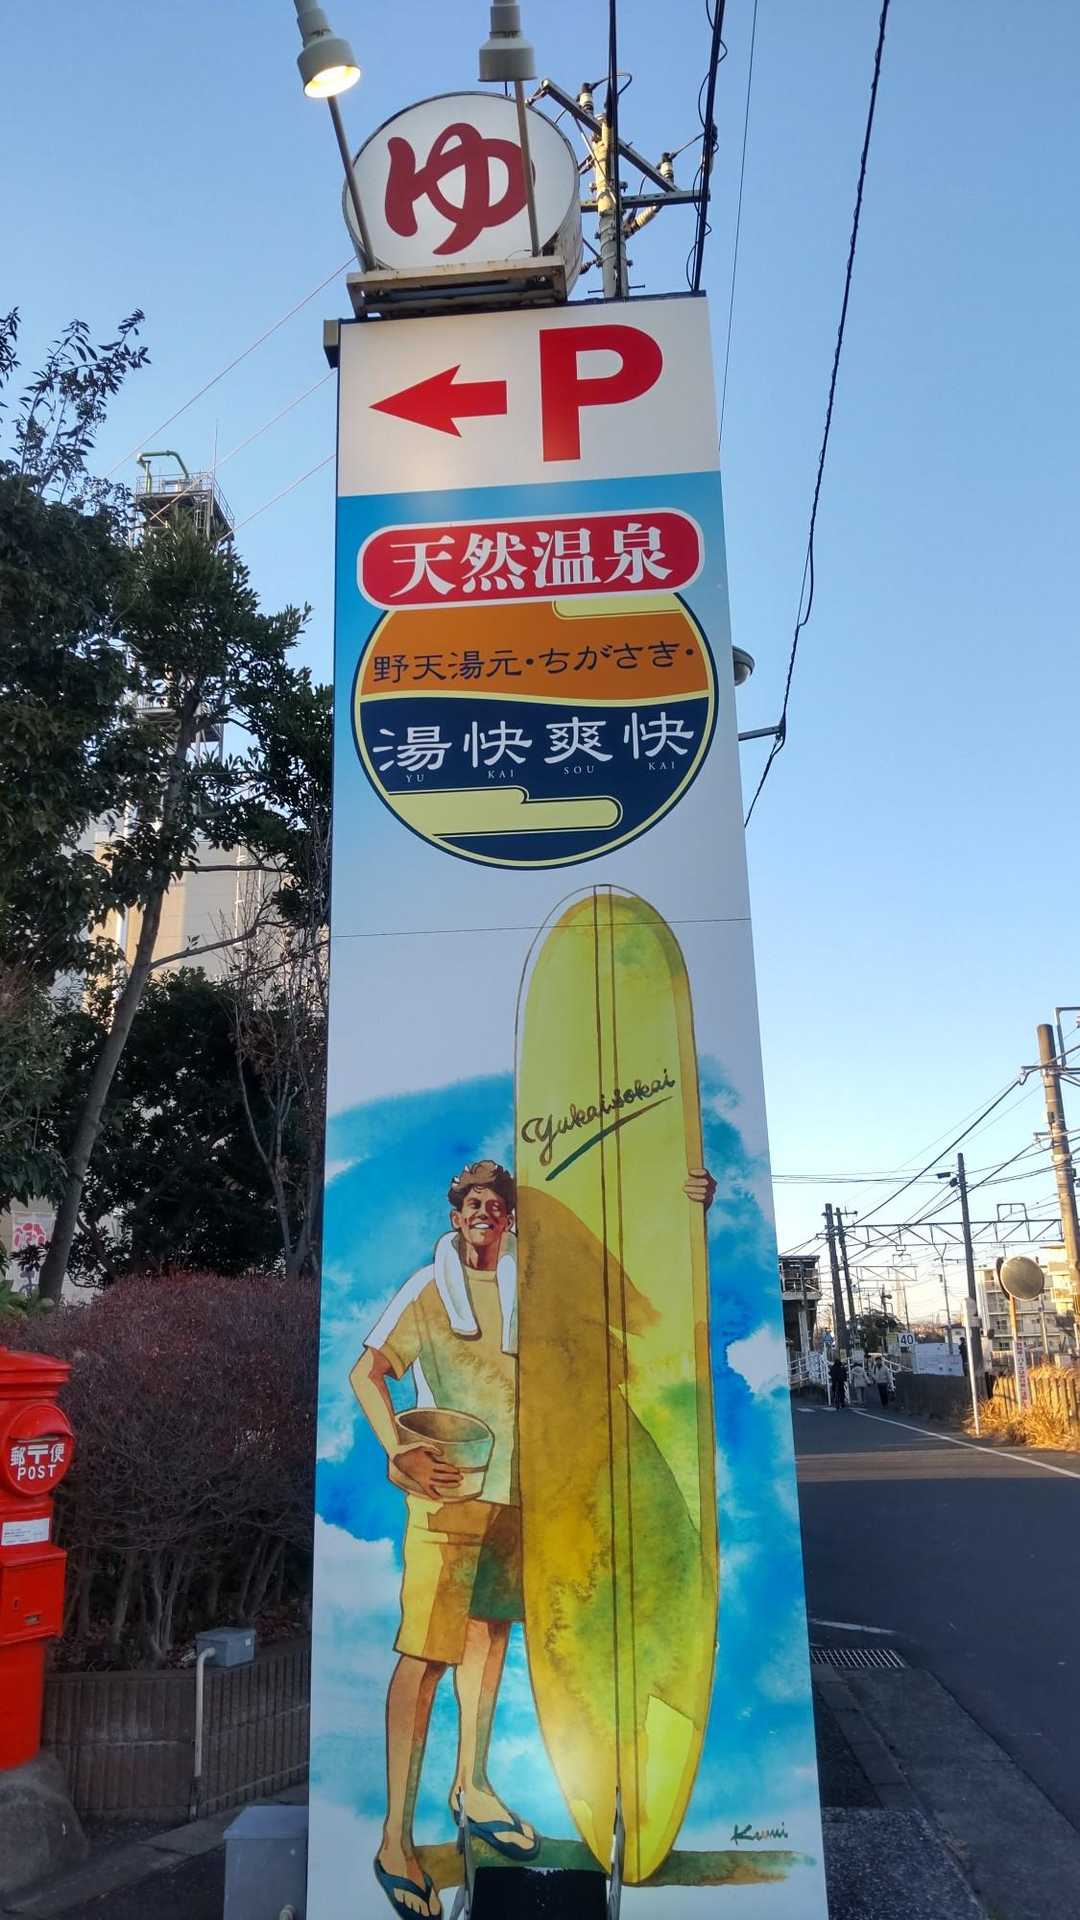 ゆ
← P
天然温泉
野天湯元・ちがさき・
湯快爽快
YU KAI SOU KAI
Yukaisokai
Kumi
40
郵〒便
POST